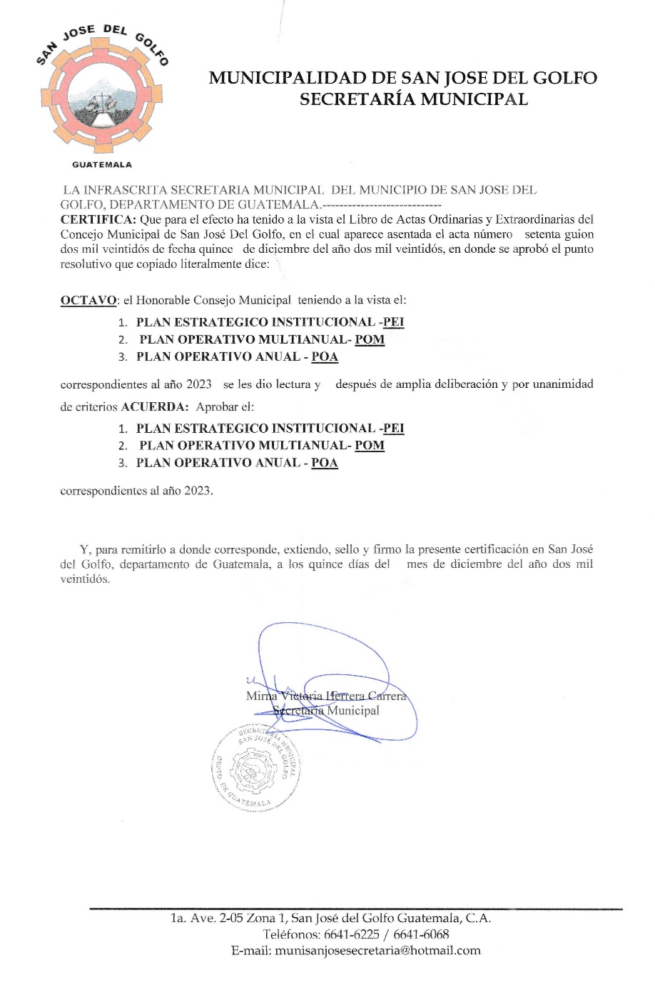 SAN JOSE DEL GOLFO
GUATEMALA
MUNICIPALIDAD DE SAN JOSE DEL GOLFO
SECRETARÍA MUNICIPAL
LA INFRASCRITA SECRETARIA MUNICIPAL DEL MUNICIPIO DE SAN JOSE DEL
GOLFO, DEPARTAMENTO DE GUATEMALA.----------------------------
CERTIFICA: Que para el efecto ha tenido a la vista el Libro de Actas Ordinarias y Extraordinarias del
Concejo Municipal de San José Del Golfo, en el cual aparece asentada el acta número setenta guion
dos mil veintidós de fecha quince de diciembre del año dos mil veintidós, en donde se aprobó el punto
resolutivo que copiado literalmente dice:
OCTAVO: el Honorable Consejo Municipal teniendo a la vista el:
1. PLAN ESTRATEGICO INSTITUCIONAL -PEI
2. PLAN OPERATIVO MULTIANUAL- POM
3. PLAN OPERATIVO ANUAL - POA
correspondientes al año 2023 se les dio lectura y después de amplia deliberación y por unanimidad
de criterios ACUERDA: Aprobar el:
1. PLAN ESTRATEGICO INSTITUCIONAL -PEI
2. PLAN OPERATIVO MULTIANUAL- POM
3. PLAN OPERATIVO ANUAL - POA
correspondientes al año 2023.
Y, para remitirlo a donde corresponde, extiendo, sello y firmo la presente certificación en San José
del Golfo, departamento de Guatemala, a los quince días del mes de diciembre del año dos mil
veintidós.
Mirna Victoria Herrera Carrera
Secretaria Municipal
SECRETARIA MUNICIPAL
SAN JOSE DEL GOLFO
DEPTO. DE GUATEMALA
1a. Ave. 2-05 Zona 1, San José del Golfo Guatemala, C.A.
Teléfonos: 6641-6225 / 6641-6068
E-mail: munisanjosesecretaria@hotmail.com